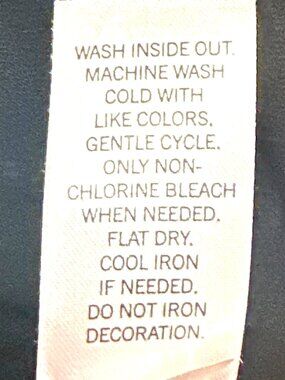 WASH INSIDE OUT.
MACHINE WASH
COLD WITH
LIKE COLORS,
GENTLE CYCLE.
ONLY NON-
CHLORINE BLEACH
WHEN NEEDED.
FLAT DRY.
COOL IRON
IF NEEDED.
DO NOT IRON
DECORATION.